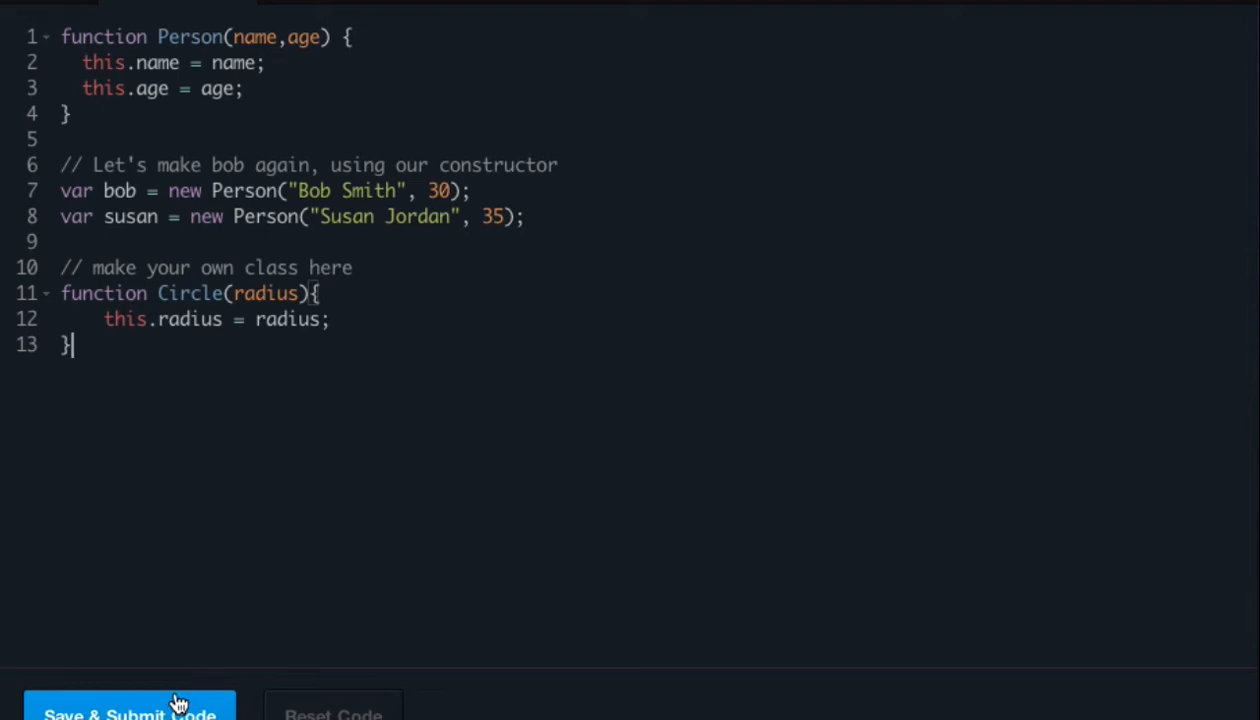 1 function Person(name,age) {
2 this.name = name;
3 this.age = age;
4 }
5
6 // Let's make bob again, using our constructor
7 var bob = new Person("Bob Smith", 30);
8 var susan = new Person("Susan Jordan", 35);
9
10 // make your own class here
11 function Circle(radius){
12 this.radius = radius;
13 }
Save & Submit Code
Reset Code